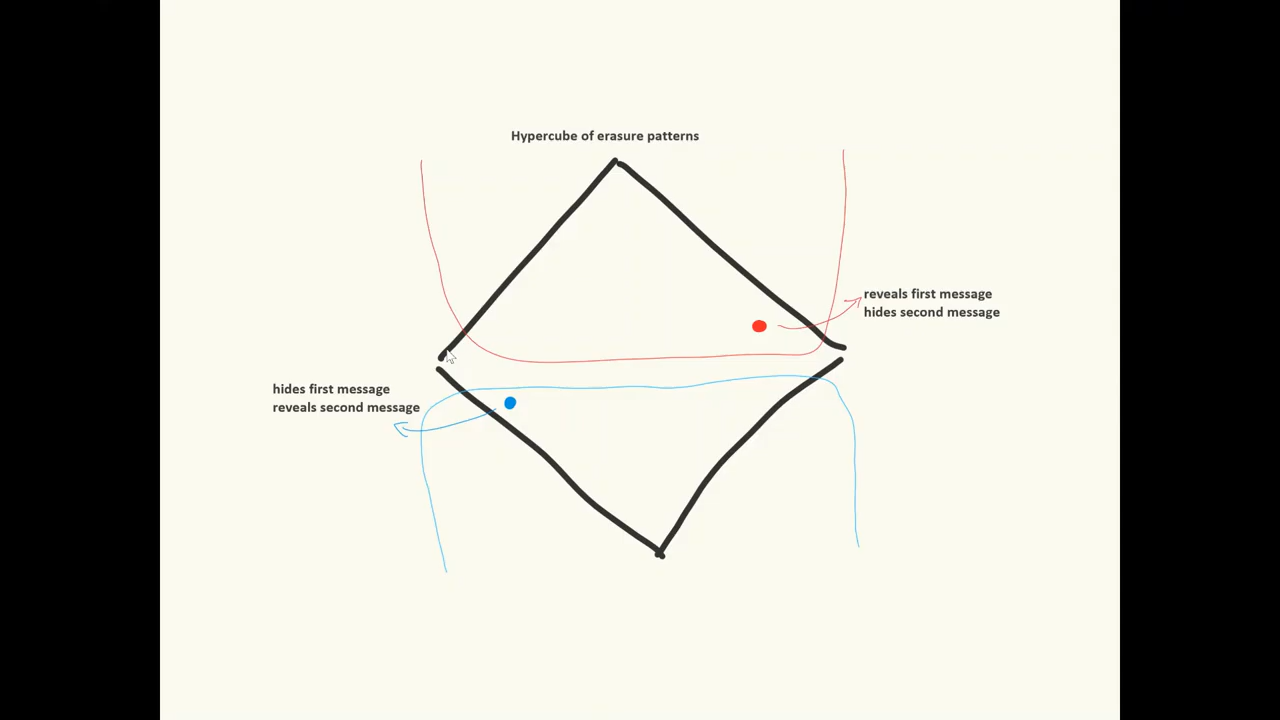 Hypercube of erasure patterns
reveals first message
hides second message
hides first message
reveals second message